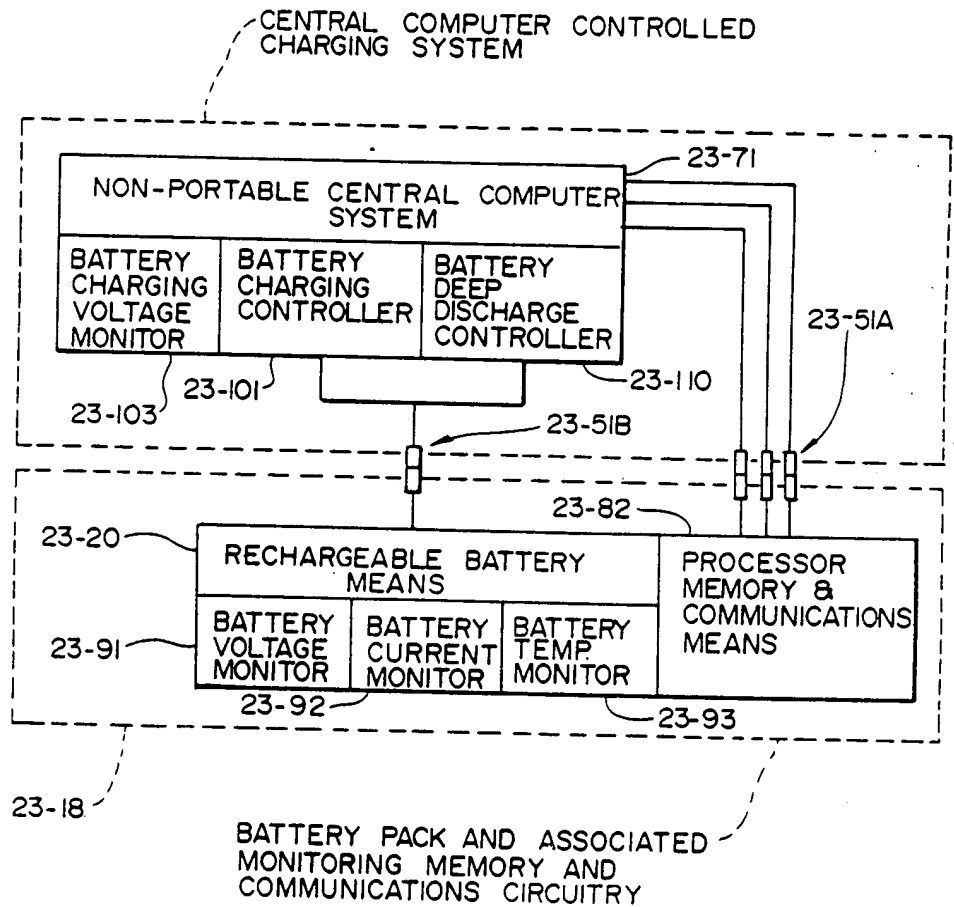 CENTRAL COMPUTER CONTROLLED
CHARGING SYSTEM
23-71
NON-PORTABLE CENTRAL COMPUTER
SYSTEM
BATTERY
CHARGING
VOLTAGE
MONITOR
BATTERY
CHARGING
CONTROLLER
BATTERY
DEEP
DISCHARGE
CONTROLLER
23-51A
23-103
23-101
23-110
23-51B
23-82
23-20
RECHARGEABLE BATTERY
MEANS
PROCESSOR
MEMORY &
COMMUNICATIONS
MEANS
23-91
BATTERY
VOLTAGE
MONITOR
BATTERY
CURRENT
MONITOR
BATTERY
TEMP.
MONITOR
23-92
23-93
23-18
BATTERY PACK AND ASSOCIATED
MONITORING MEMORY AND
COMMUNICATIONS CIRCUITRY